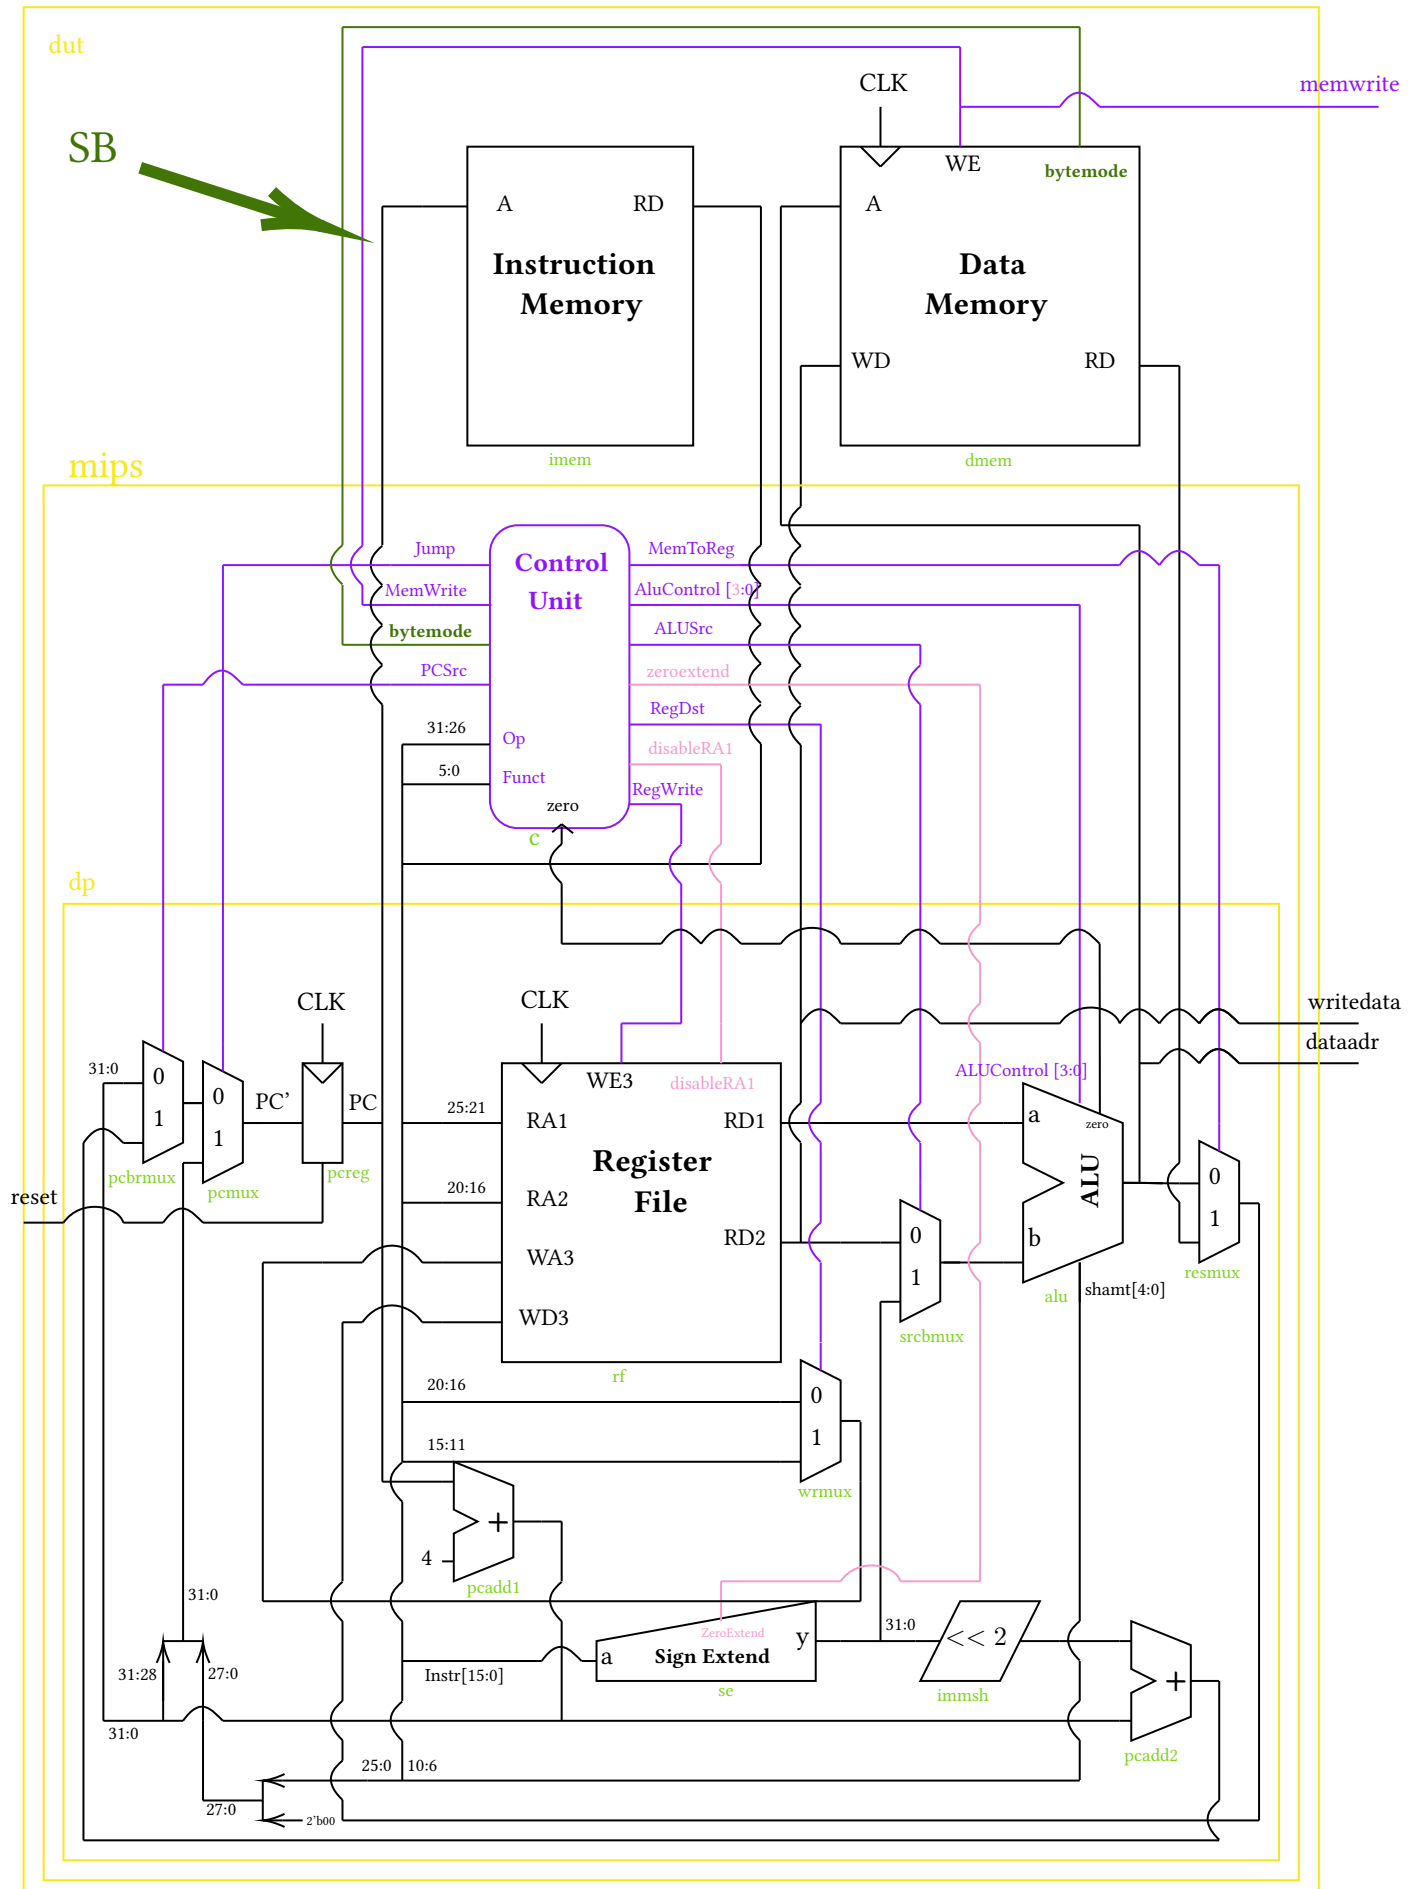 dut
CLK
memwrite
SB
WE
bytemode
A
RD
A
Instruction
Memory
Data
Memory
WD
RD
imem
dmem
mips
Jump
Control
Unit
MemToReg
MemWrite
AluControl [3:0]
bytemode
ALUSrc
PCSrc
zeroextend
RegDst
31:26
Op
disableRA1
5:0
Funct
RegWrite
zero
c
dp
CLK
CLK
writedata
dataadr
31:0
0
1
0
1
PC’
PC
WE3
disableRA1
ALUControl [3:0]
25:21
RA1
RD1
a
zero
pcbrmux
pcmux
pcreg
Register
File
ALU
0
1
reset
20:16
RA2
WA3
RD2
0
1
b
resmux
shamt[4:0]
alu
WD3
srcbmux
rf
20:16
0
1
15:11
wrmux
+
4
pcadd1
31:0
ZeroExtend
a
Sign Extend
y
31:0
<< 2
31:28
27:0
Instr[15:0]
se
immsh
+
31:0
pcadd2
25:0
10:6
27:0
2’b00